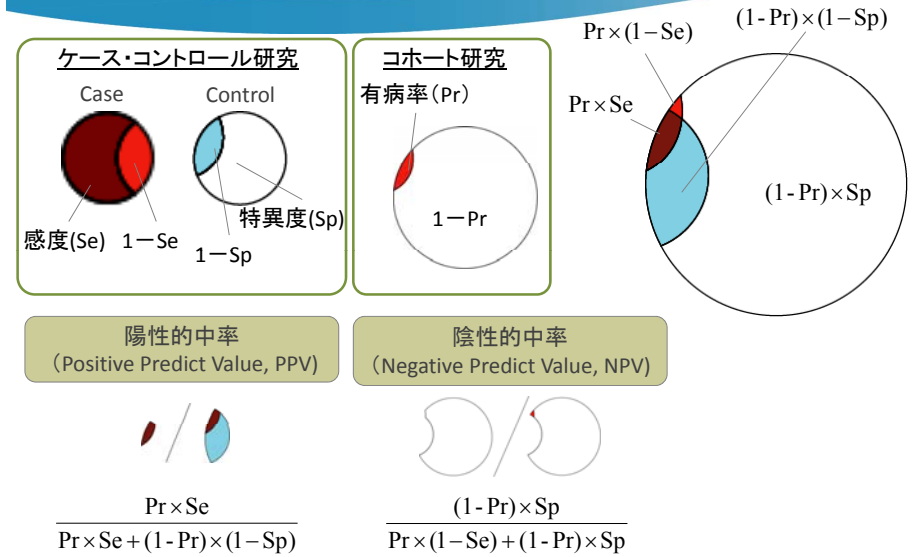 ケース・コントロール研究
Case
Control
感度(Se)
1－Se
1－Sp
特異度(Sp)
コホート研究
有病率(Pr)
1－Pr
Pr×(1−Se)
(1-Pr)×(1−Sp)
Pr×Se
(1-Pr)×Sp
陽性的中率
（Positive Predict Value, PPV)
陰性的中率
（Negative Predict Value, NPV)
Pr×Se
Pr×Se+(1-Pr)×(1−Sp)
(1-Pr)×Sp
Pr×(1−Se)+(1-Pr)×Sp